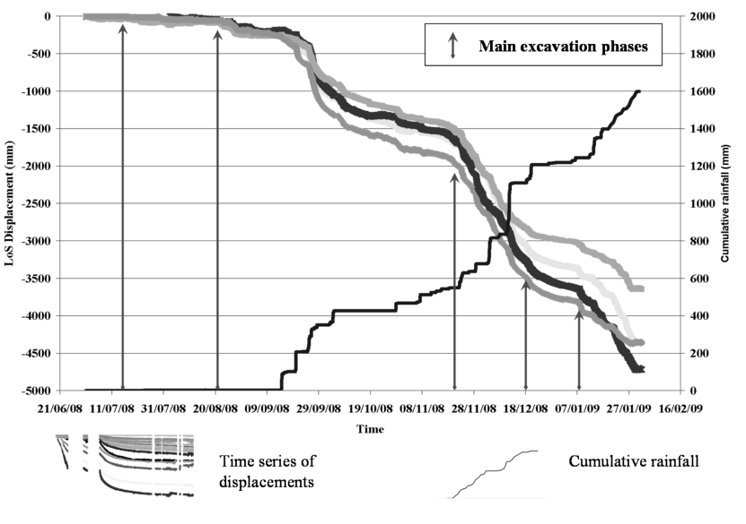 0
-500
-1000
-1500
-2000
-2500
-3000
-3500
-4000
-4500
-5000
LoS Displacement (mm)
Main excavation phases
2000
1800
1600
1400
1200
1000
800
600
400
200
0
Cumulative rainfall (mm)
21/06/08 11/07/08 31/07/08 20/08/08 09/09/08 29/09/08 19/10/08 08/11/08 28/11/08 18/12/08 07/01/09 27/01/09 16/02/09
Time
Time series of
displacements
Cumulative rainfall